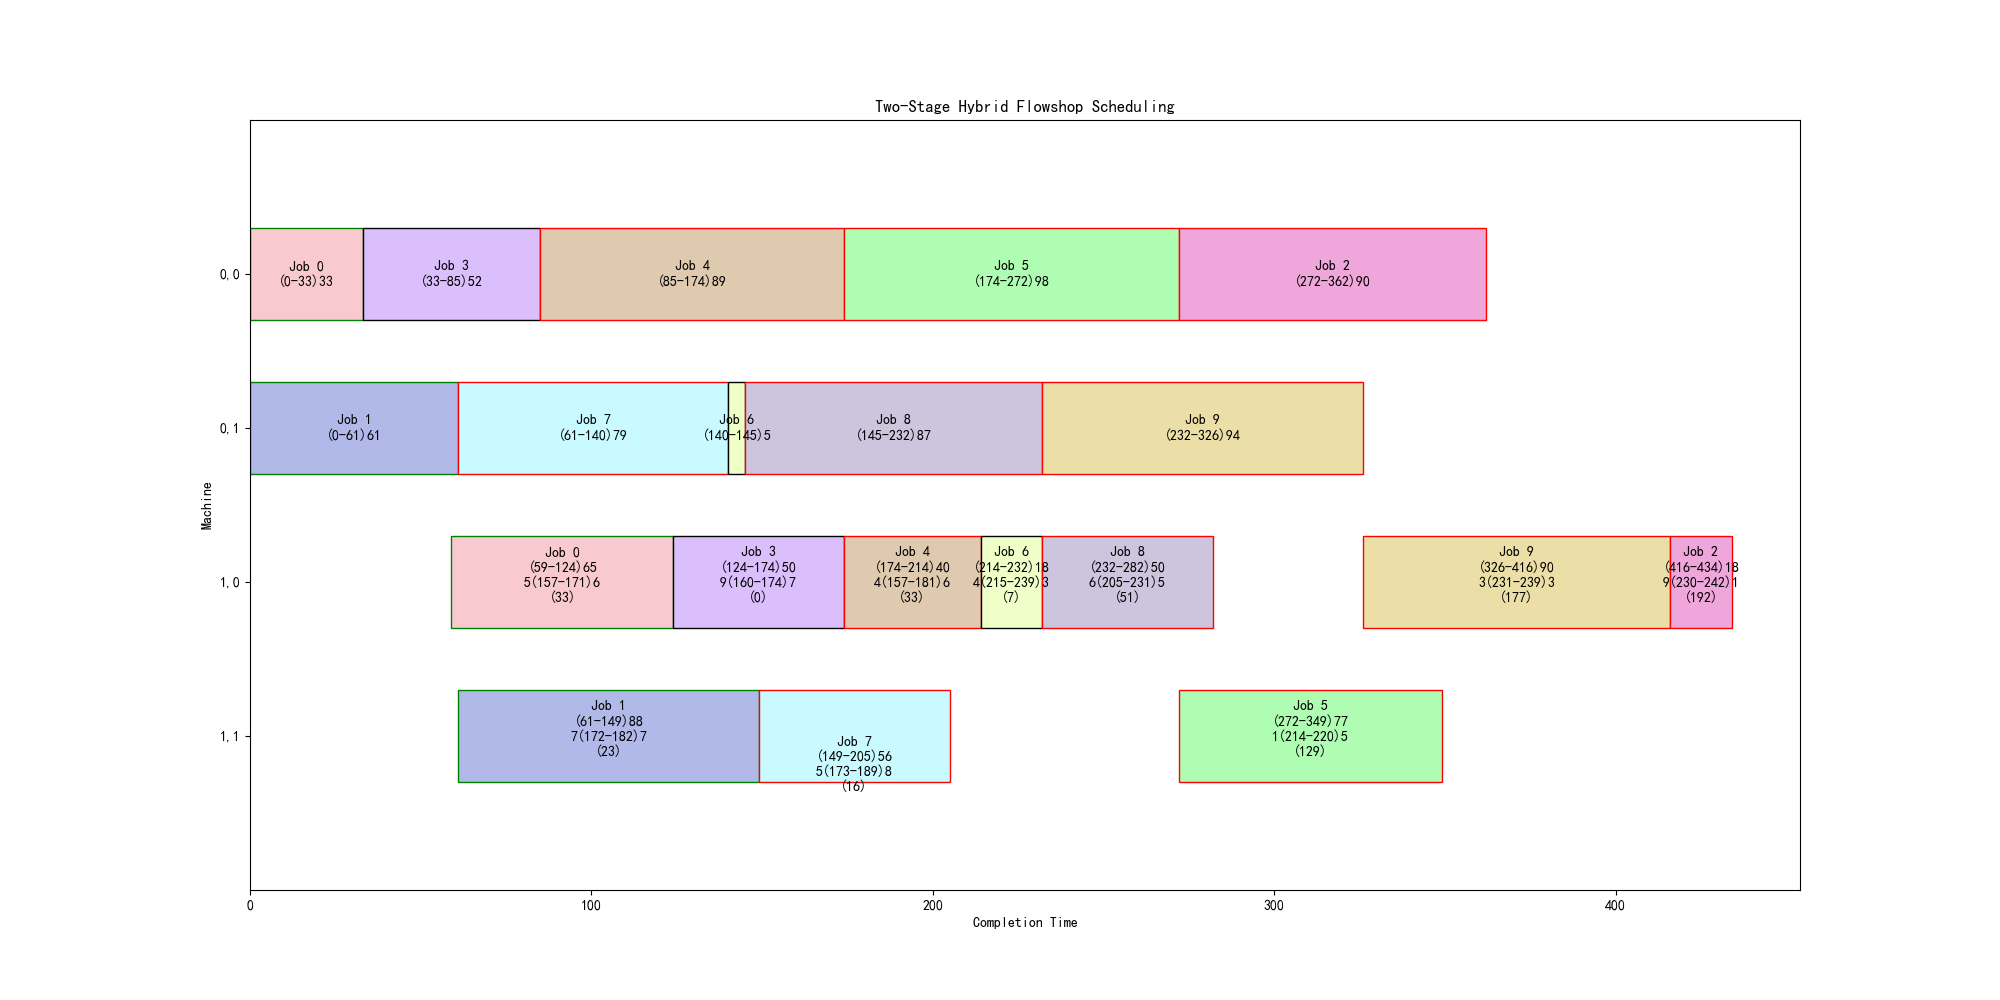 Two-Stage Hybrid Flowshop Scheduling
Machine
0,0
Job 0
(0-33)33
Job 3
(33-85)52
Job 4
(85-174)89
Job 5
(174-272)98
Job 2
(272-362)90
0,1
Job 1
(0-61)61
Job 7
(61-140)79
Job 6
(140-145)5
Job 8
(145-232)87
Job 9
(232-326)94
1,0
Job 0
(59-124)65
5(157-171)6
(33)
Job 3
(124-174)50
9(160-174)7
(0)
Job 4
(174-214)40
4(157-181)6
(33)
Job 6
(214-232)18
4(215-239)3
(7)
Job 8
(232-282)50
6(205-231)5
(51)
Job 9
(326-416)90
3(231-239)3
(177)
Job 2
(416-434)18
9(230-242)1
(192)
1,1
Job 1
(61-149)88
7(172-182)7
(23)
Job 7
(149-205)56
5(173-189)8
(16)
Job 5
(272-349)77
1(214-220)5
(129)
0
100
200
300
400
Completion Time